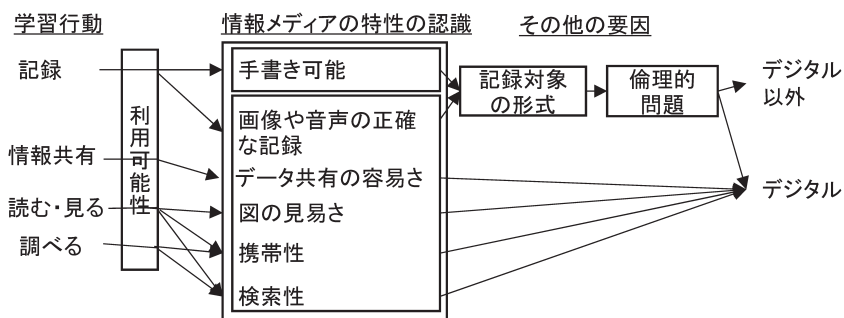 学習行動
情報メディアの特性の認識
その他の要因
記録
情報共有
読む・見る
調べる
利用可能性
手書き可能
画像や音声の正確
な記録
データ共有の容易さ
図の見易さ
携帯性
検索性
記録対象
の形式
倫理的
問題
デジタル
以外
デジタル